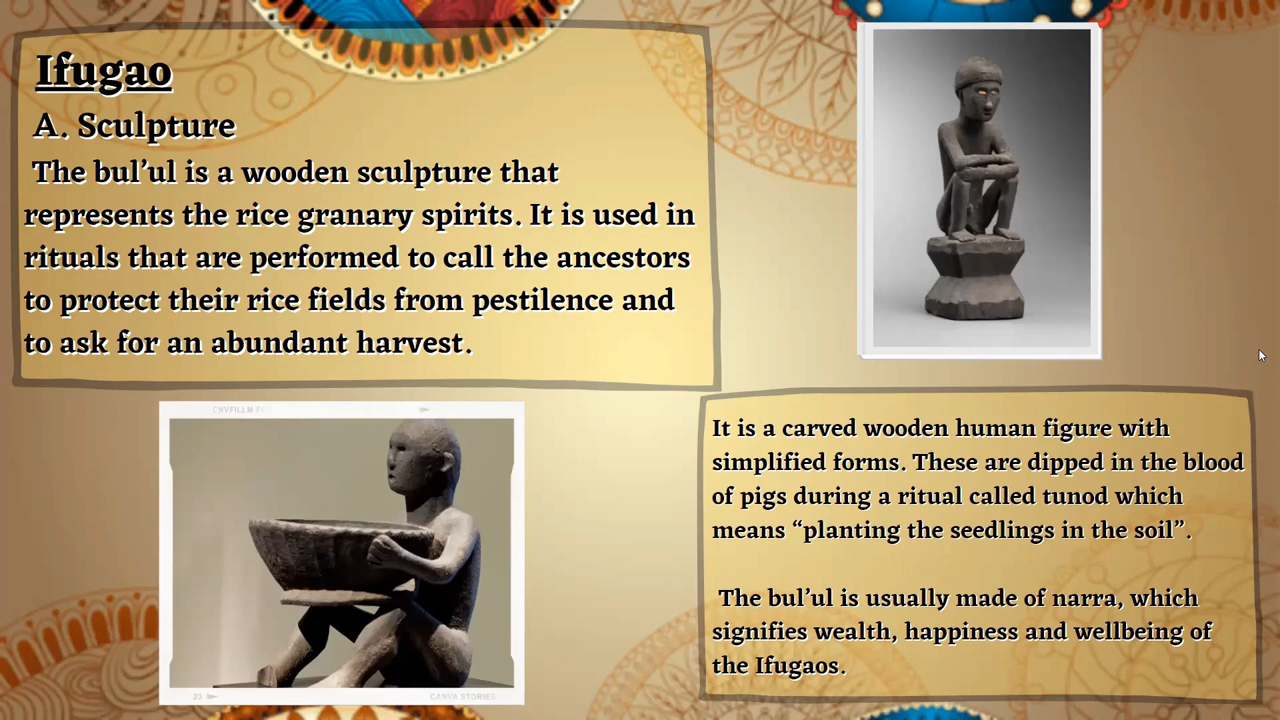 Ifugao
A. Sculpture
The bul’ul is a wooden sculpture that
represents the rice granary spirits. It is used in
rituals that are performed to call the ancestors
to protect their rice fields from pestilence and
to ask for an abundant harvest.
CNVFILLM
23
CANVA STORIES
It is a carved wooden human figure with
simplified forms. These are dipped in the blood
of pigs during a ritual called tunod which
means “planting the seedlings in the soil”.
The bul’ul is usually made of narra, which
signifies wealth, happiness and wellbeing of
the Ifugaos.